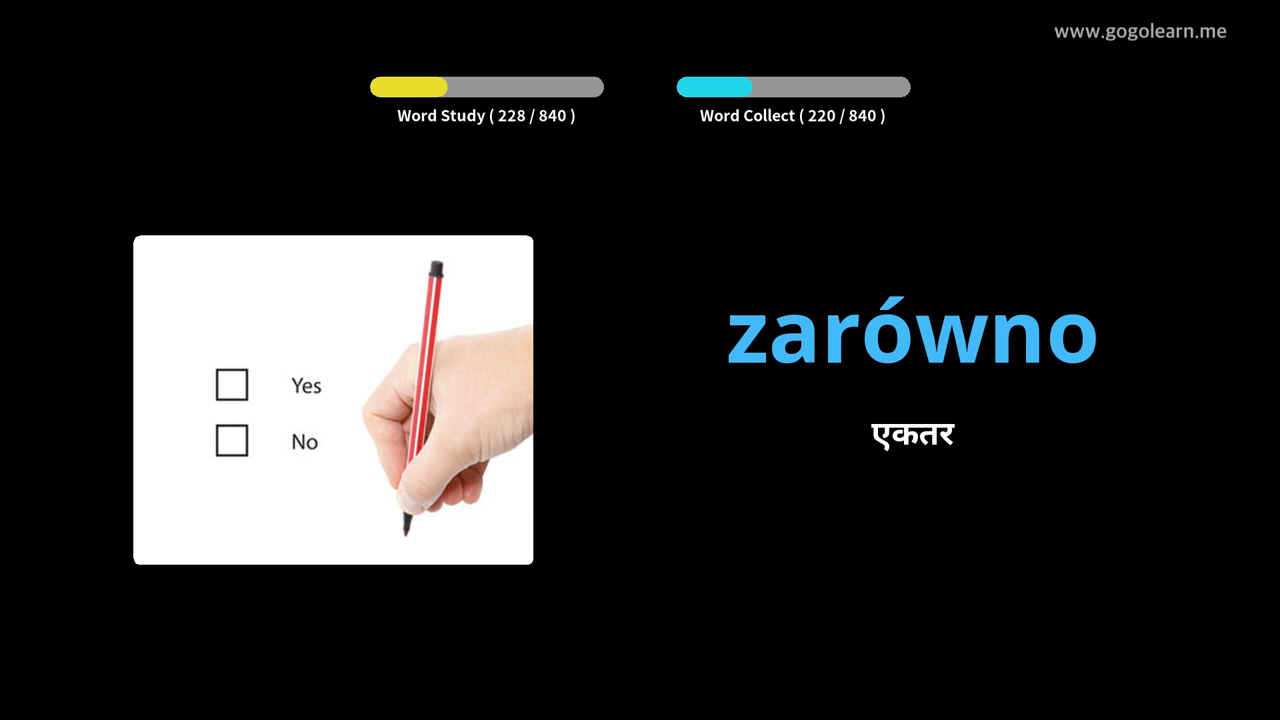 www.gogolearn.me
Word Study ( 228 / 840 )
Word Collect ( 220 / 840 )
Yes
No
zarówno
एकतर